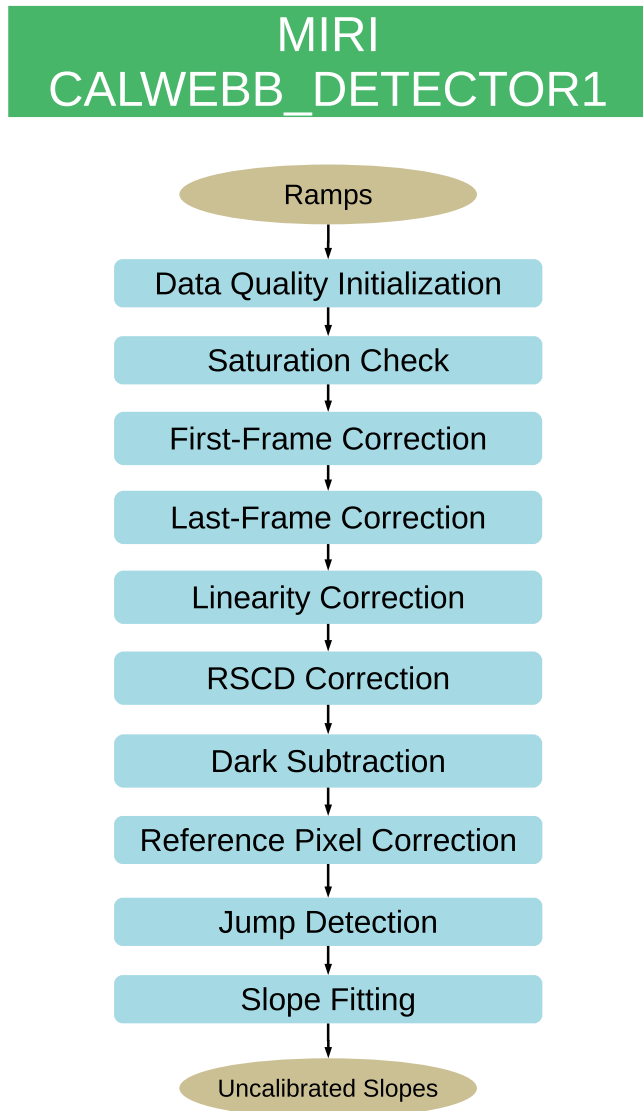 MIRI
CALWEBB_DETECTOR1
Ramps
Data Quality Initialization
Saturation Check
First-Frame Correction
Last-Frame Correction
Linearity Correction
RSCD Correction
Dark Subtraction
Reference Pixel Correction
Jump Detection
Slope Fitting
Uncalibrated Slopes